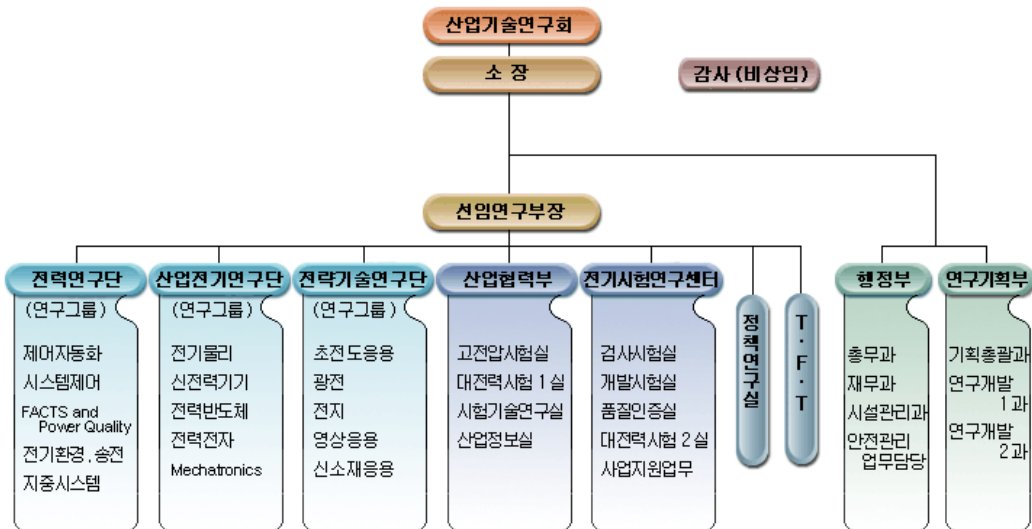 산업기술연구회
소 장
감사(비상임)
선임연구부장
전력연구단
(연구그룹)
제어자동화
시스템제어
FACTS and
Power Quality
전기환경.송전
지중시스템
산업전기연구단
(연구그룹)
전기물리
신전력기기
전력반도체
전력전자
Mechatronics
전략기술연구단
(연구그룹)
초전도응용
광전
전지
영상응용
신소재응용
산업협력부
고전압시험실
대전력시험 1 실
시험기술연구실
산업정보실
전기시험연구센터
검사시험실
개발시험실
품질인증실
대전력시험 2 실
사업지원업무
정책연구실
T·F·T
행정부
총무과
재무과
시설관리과
안전관리
업무담당
연구기획부
기획총괄과
연구개발
1과
연구개발
2과